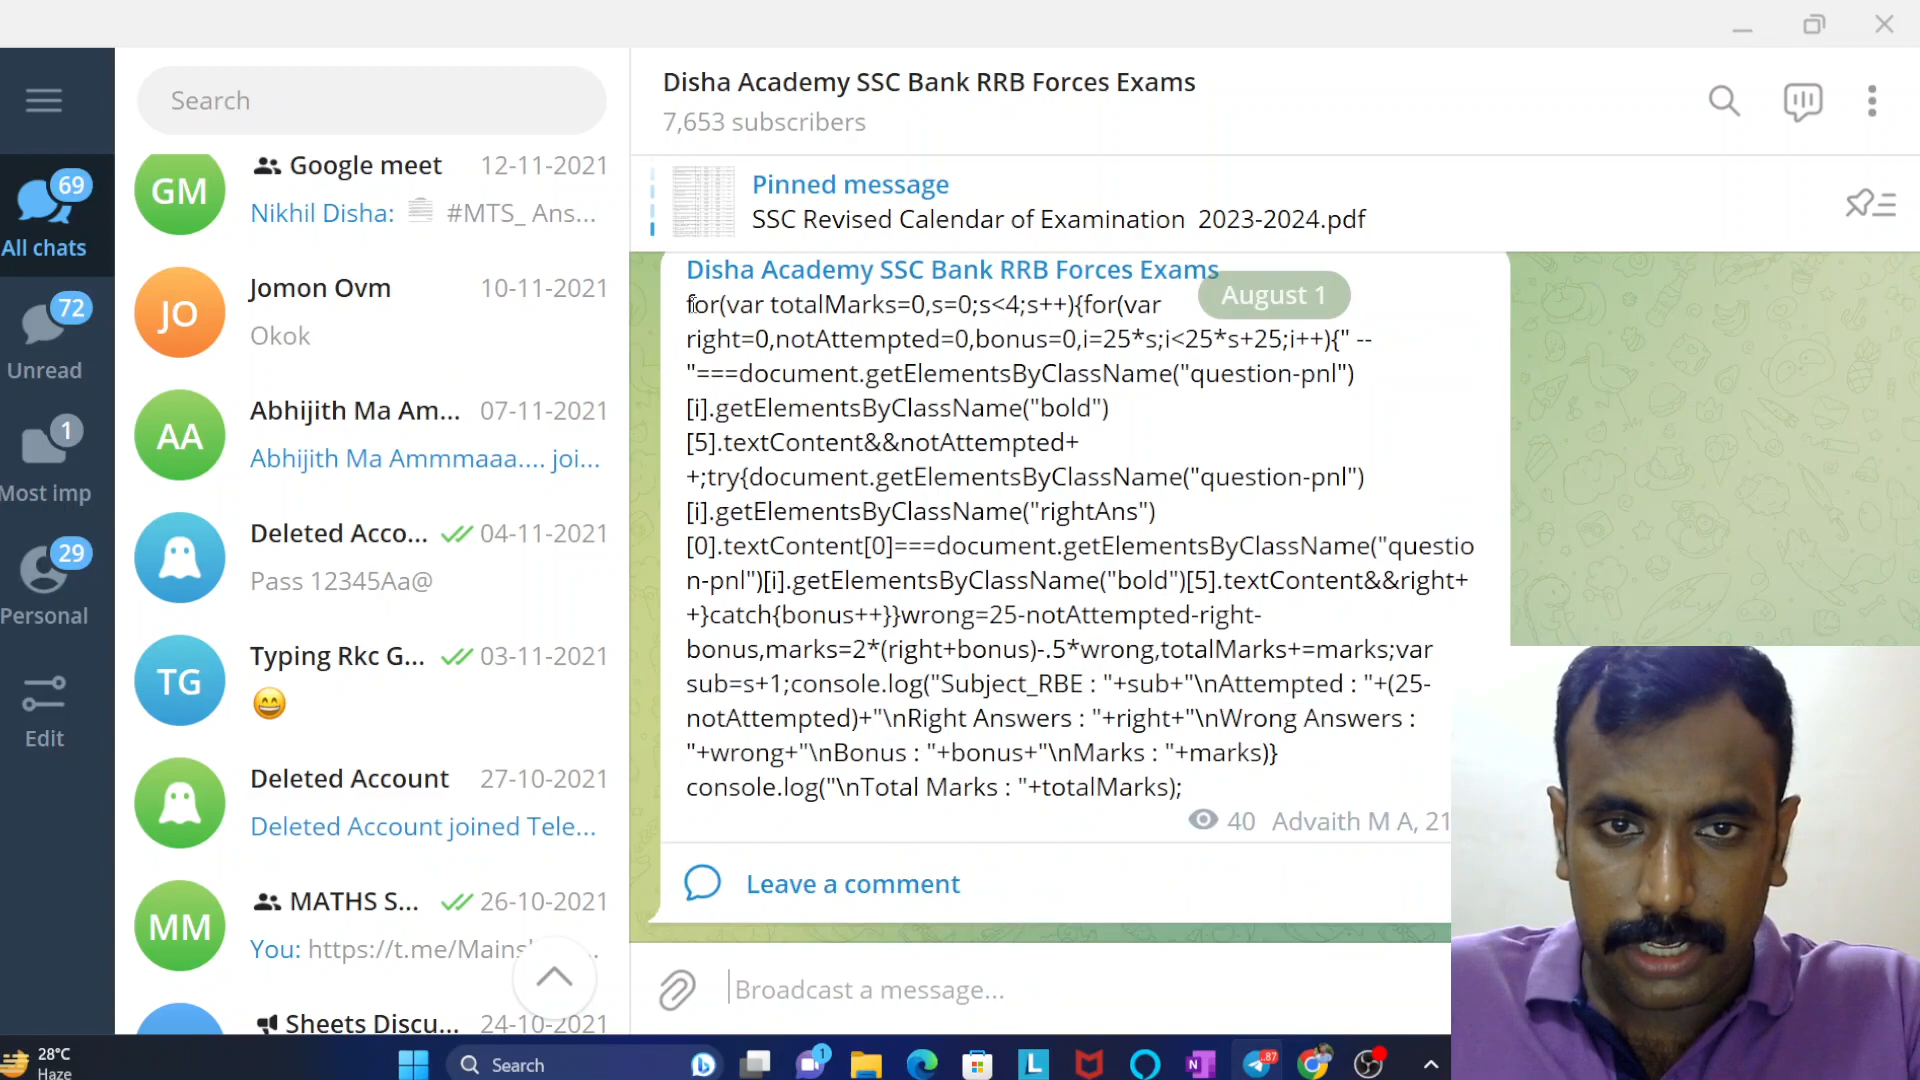 Search
69
All chats
72
Unread
1
Most imp
29
Personal
Edit
GM
Google meet 12-11-2021
Nikhil Disha: #MTS_ Ans...
JO
Jomon Ovm 10-11-2021
Okok
AA
Abhijith Ma Am... 07-11-2021
Abhijith Ma Ammmaaa.... joi...
Deleted Acco... 04-11-2021
Pass 12345Aa@
TG
Typing Rkc G... 03-11-2021
Deleted Account 27-10-2021
Deleted Account joined Tele...
MM
MATHS S... 26-10-2021
You: https://t.me/Mains
Sheets Discu... 24-10-2021
Disha Academy SSC Bank RRB Forces Exams
7,653 subscribers
Pinned message
SSC Revised Calendar of Examination 2023-2024.pdf
Disha Academy SSC Bank RRB Forces Exams
August 1
for(var totalMarks=0,s=0;s<4;s++){for(var
right=0,notAttempted=0,bonus=0,i=25*s;i<25*s+25;i++){" --
"===document.getElementsByClassName("question-pnl")
[i].getElementsByClassName("bold")
[5].textContent&&notAttempted+
+;try{document.getElementsByClassName("question-pnl")
[i].getElementsByClassName("rightAns")
[0].textContent[0]===document.getElementsByClassName("questio
n-pnl")[i].getElementsByClassName("bold")[5].textContent&&right+
+}catch{bonus++}}wrong=25-notAttempted-right-
bonus,marks=2*(right+bonus)-.5*wrong,totalMarks+=marks;var
sub=s+1;console.log("Subject_RBE : "+sub+"\nAttempted : "+(25-
notAttempted)+"\nRight Answers : "+right+"\nWrong Answers :
"+wrong+"\nBonus : "+bonus+"\nMarks : "+marks)}
console.log("\nTotal Marks : "+totalMarks);
40 Advaith M A, 21
Leave a comment
Broadcast a message...
28°C
Haze
Search
1
L
N
..87